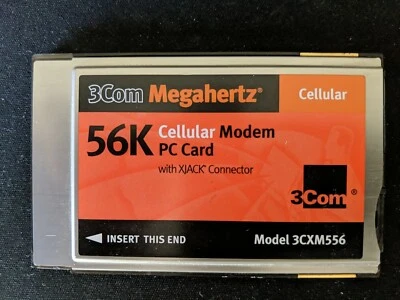 3Com Megahertz®
Cellular
56K Cellular Modem
PC Card
with XJACK® Connector
3Com®
INSERT THIS END
Model 3CXM556